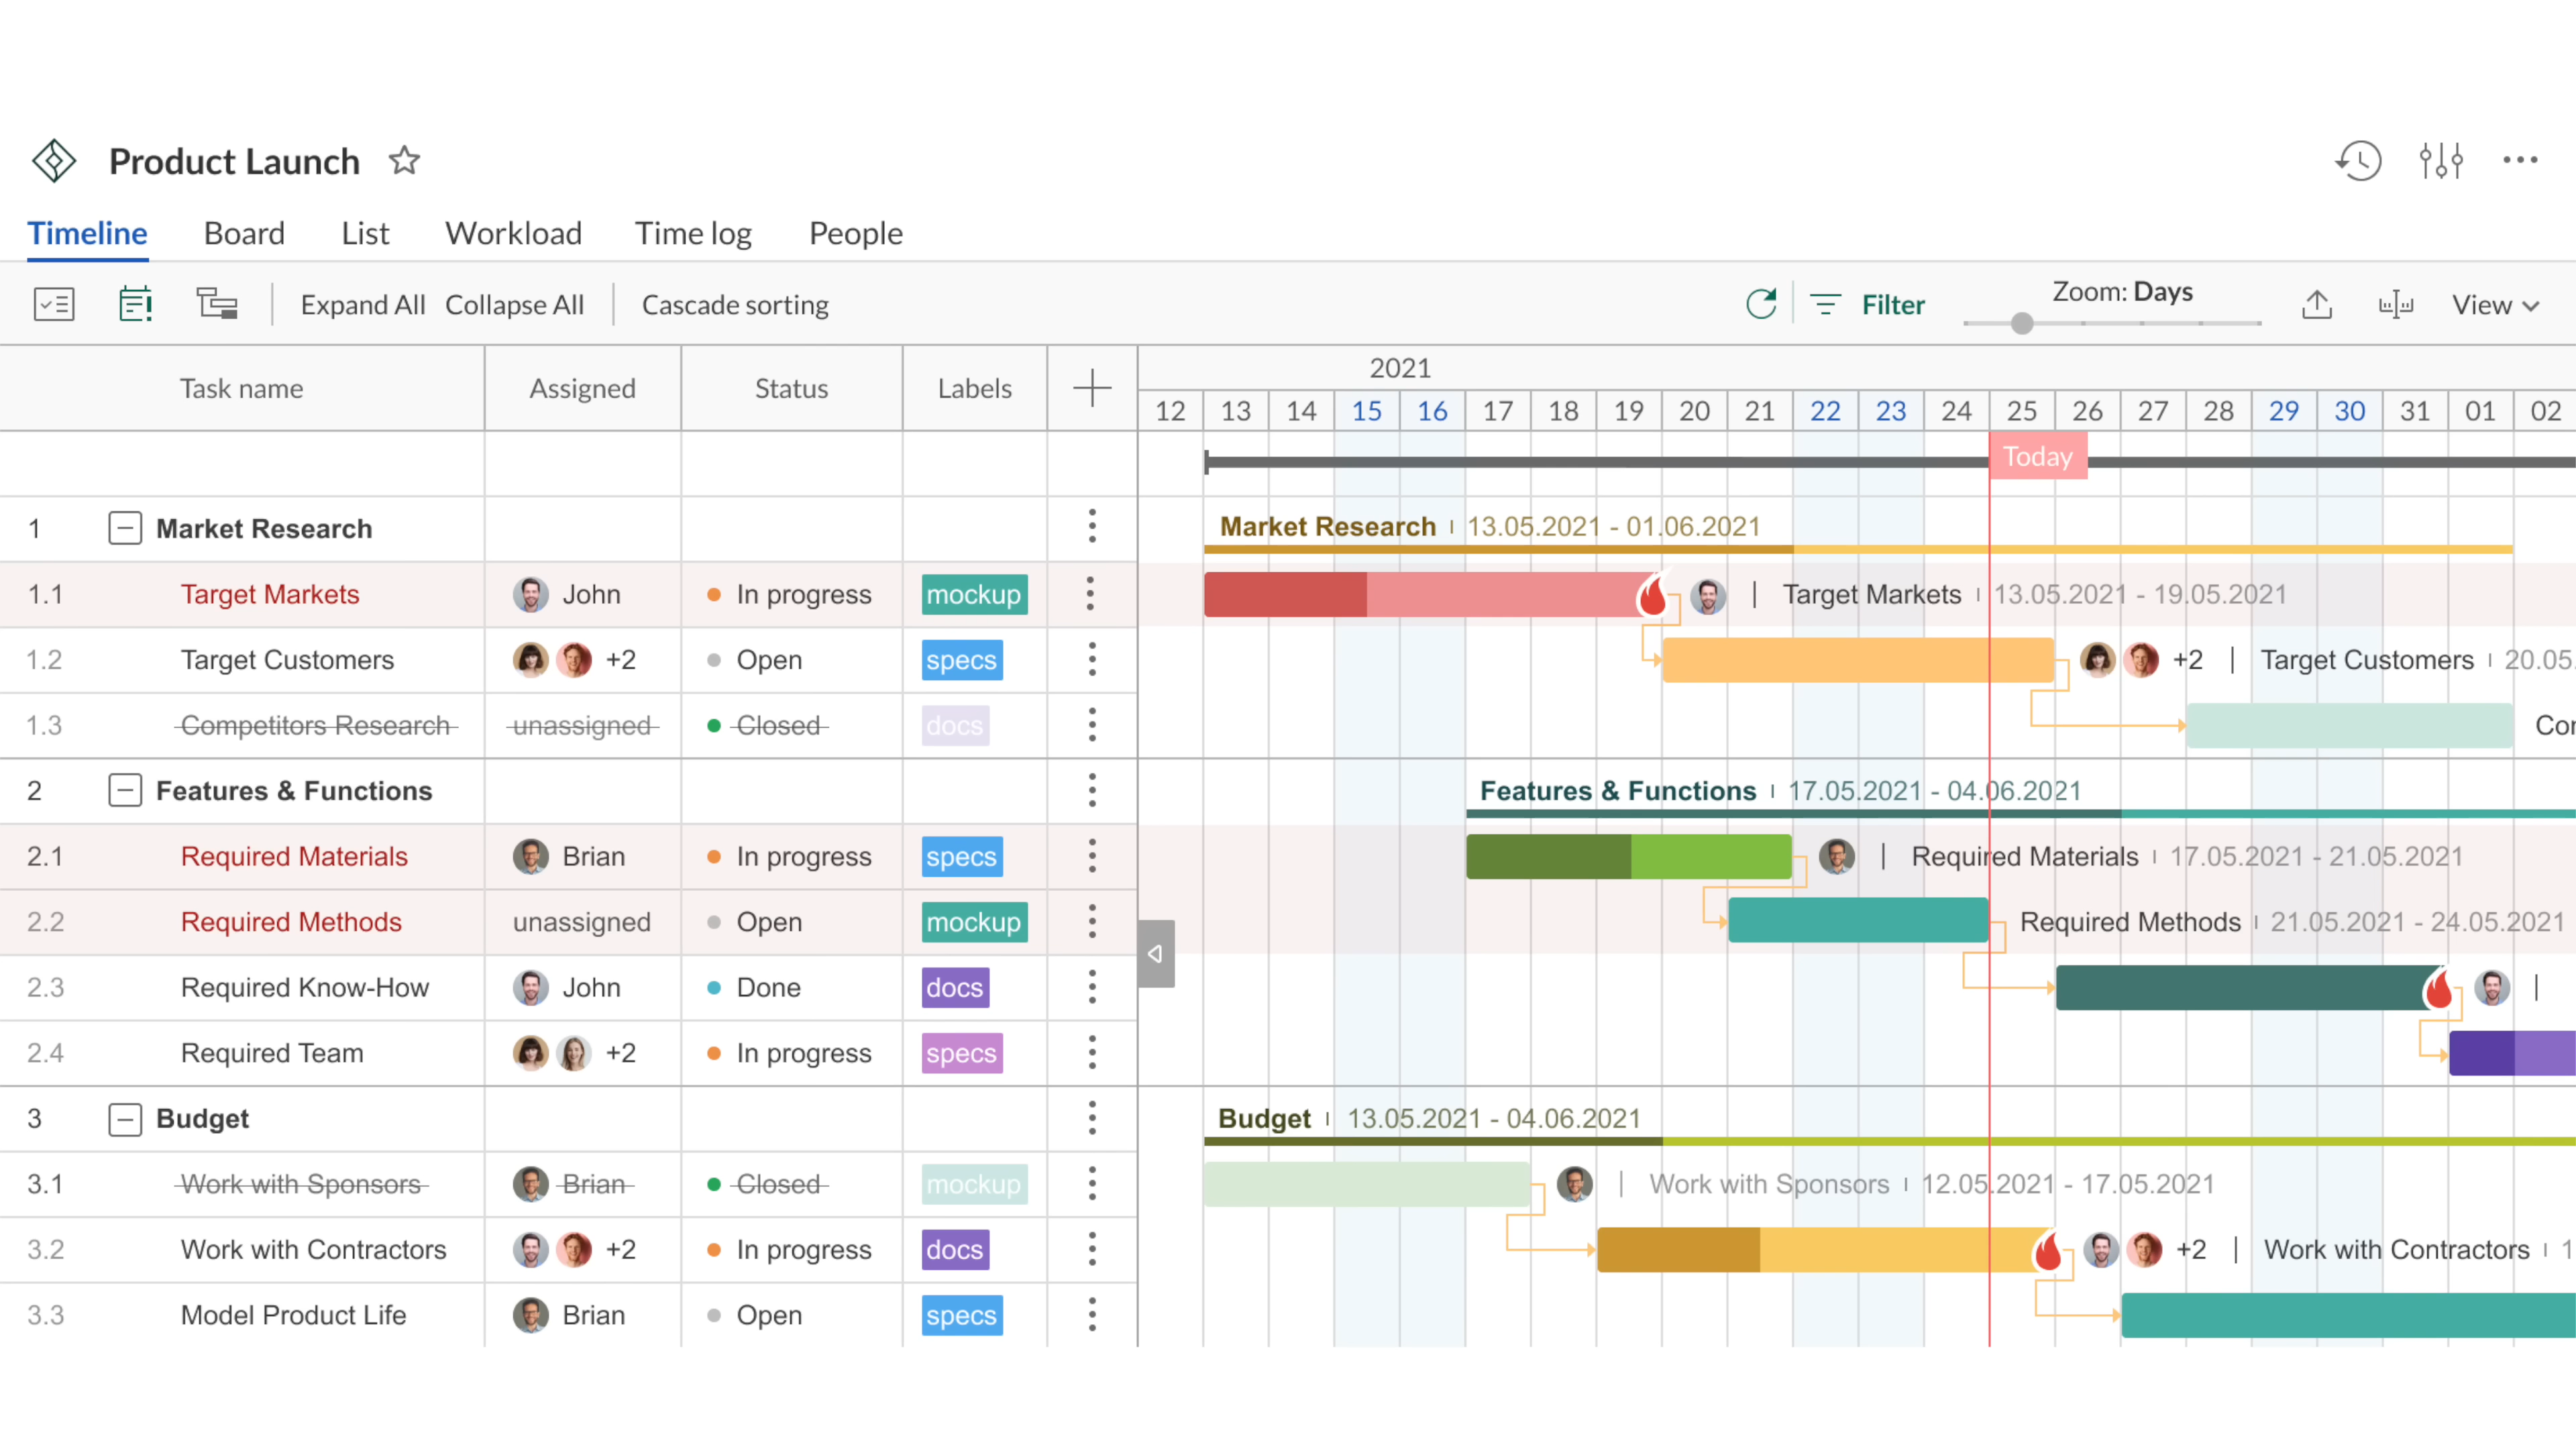 Product Launch
Timeline Board List Workload Time log People
Expand All Collapse All Cascade sorting Filter Zoom: Days View
Task name Assigned Status Labels 2021
12 13 14 15 16 17 18 19 20 21 22 23 24 25 26 27 28 29 30 31 01 02
Today
1 Market Research Market Research 13.05.2021 - 01.06.2021
1.1 Target Markets John In progress mockup Target Markets 13.05.2021 - 19.05.2021
1.2 Target Customers +2 Open specs +2 Target Customers 20.05.
1.3 Competitors Research unassigned Closed docs Con
2 Features & Functions Features & Functions 17.05.2021 - 04.06.2021
2.1 Required Materials Brian In progress specs Required Materials 17.05.2021 - 21.05.2021
2.2 Required Methods unassigned Open mockup Required Methods 21.05.2021 - 24.05.2021
2.3 Required Know-How John Done docs
2.4 Required Team +2 In progress specs
3 Budget Budget 13.05.2021 - 04.06.2021
3.1 Work with Sponsors Brian Closed mockup Work with Sponsors 12.05.2021 - 17.05.2021
3.2 Work with Contractors +2 In progress docs +2 Work with Contractors 1
3.3 Model Product Life Brian Open specs